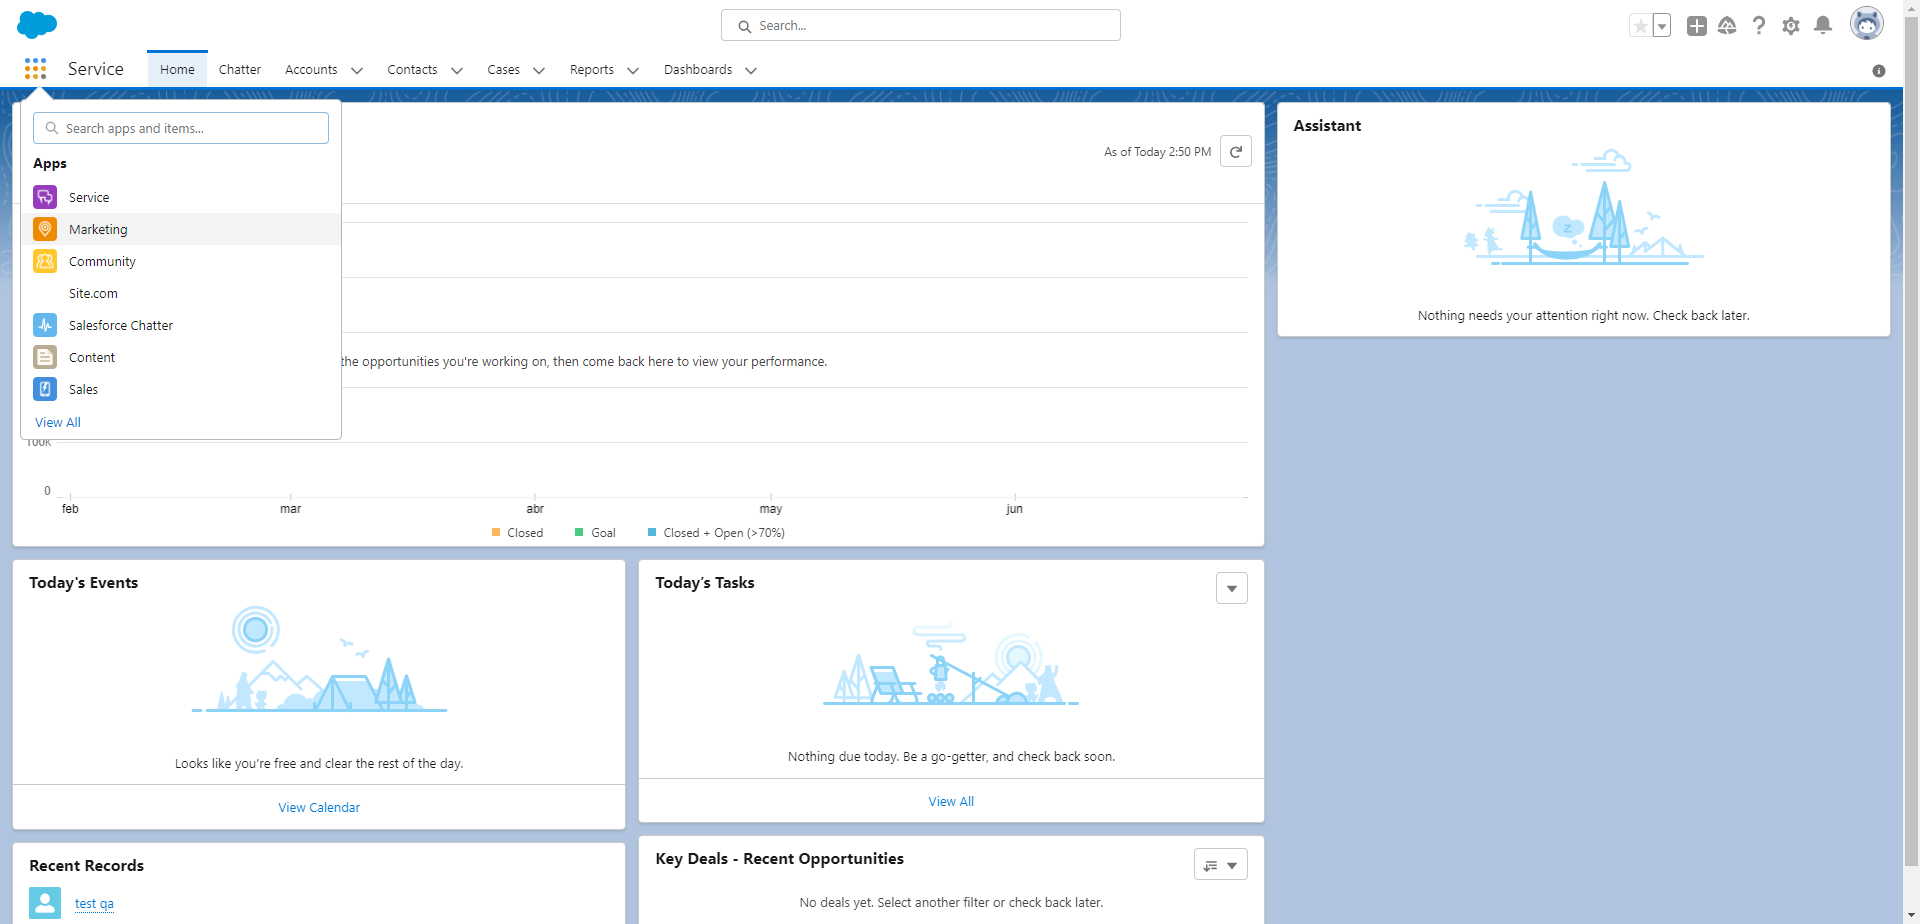 Search...
Service
Home
Chatter
Accounts
Contacts
Cases
Reports
Dashboards
Search apps and items...
Apps
Service
Marketing
Community
Site.com
Salesforce Chatter
Content
Sales
View All
As of Today 2:50 PM
the opportunities you're working on, then come back here to view your performance.
100K
0
feb
mar
abr
may
jun
Closed
Goal
Closed + Open (>70%)
Assistant
z
Nothing needs your attention right now. Check back later.
Today's Events
Looks like you're free and clear the rest of the day.
View Calendar
Today’s Tasks
Nothing due today. Be a go-getter, and check back soon.
View All
Recent Records
test qa
Key Deals - Recent Opportunities
No deals yet. Select another filter or check back later.